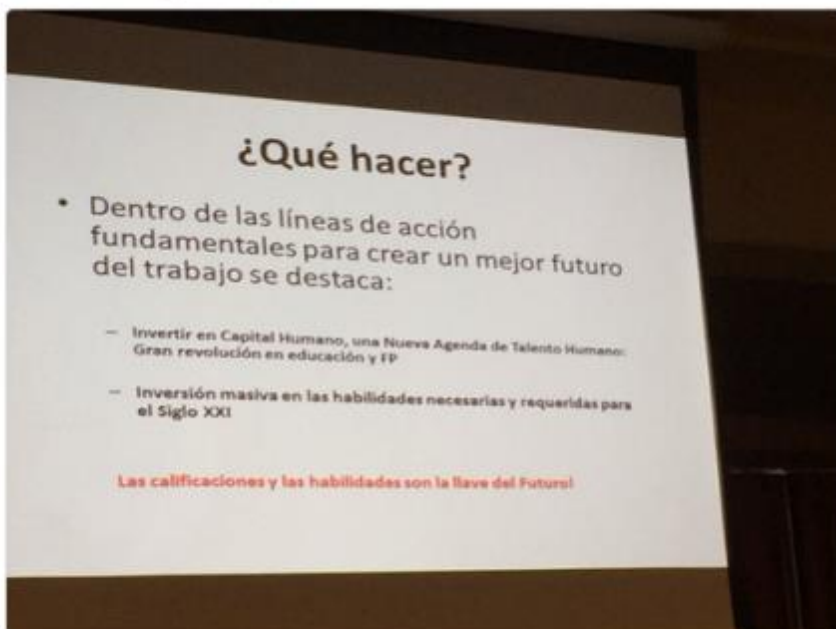 ¿Qué hacer?
• Dentro de las líneas de acción
fundamentales para crear un mejor futuro
del trabajo se destaca:
– Invertir en Capital Humano, una Nueva Agenda de Talento Humano:
Gran revolución en educación y FP
– Inversión masiva en las habilidades necesarias y requeridas para
el Siglo XXI
Las calificaciones y las habilidades son la llave del Futuro!